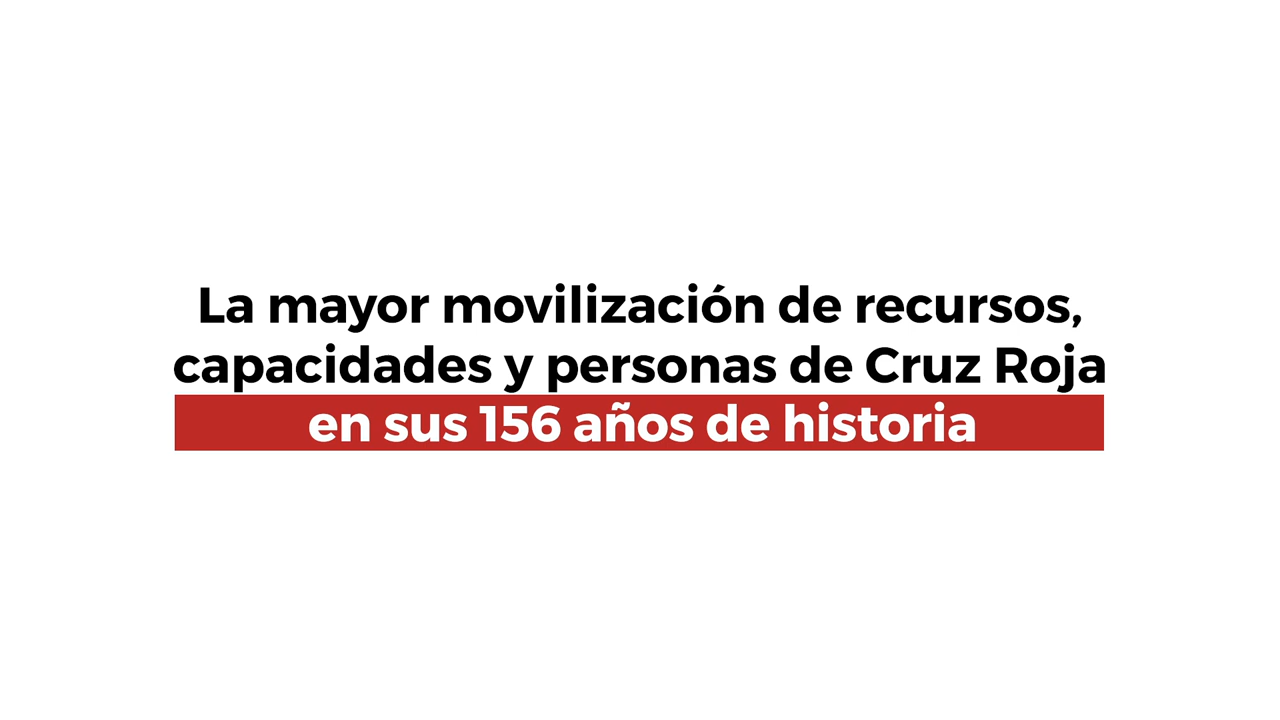 La mayor movilización de recursos,
capacidades y personas de Cruz Roja
en sus 156 años de historia